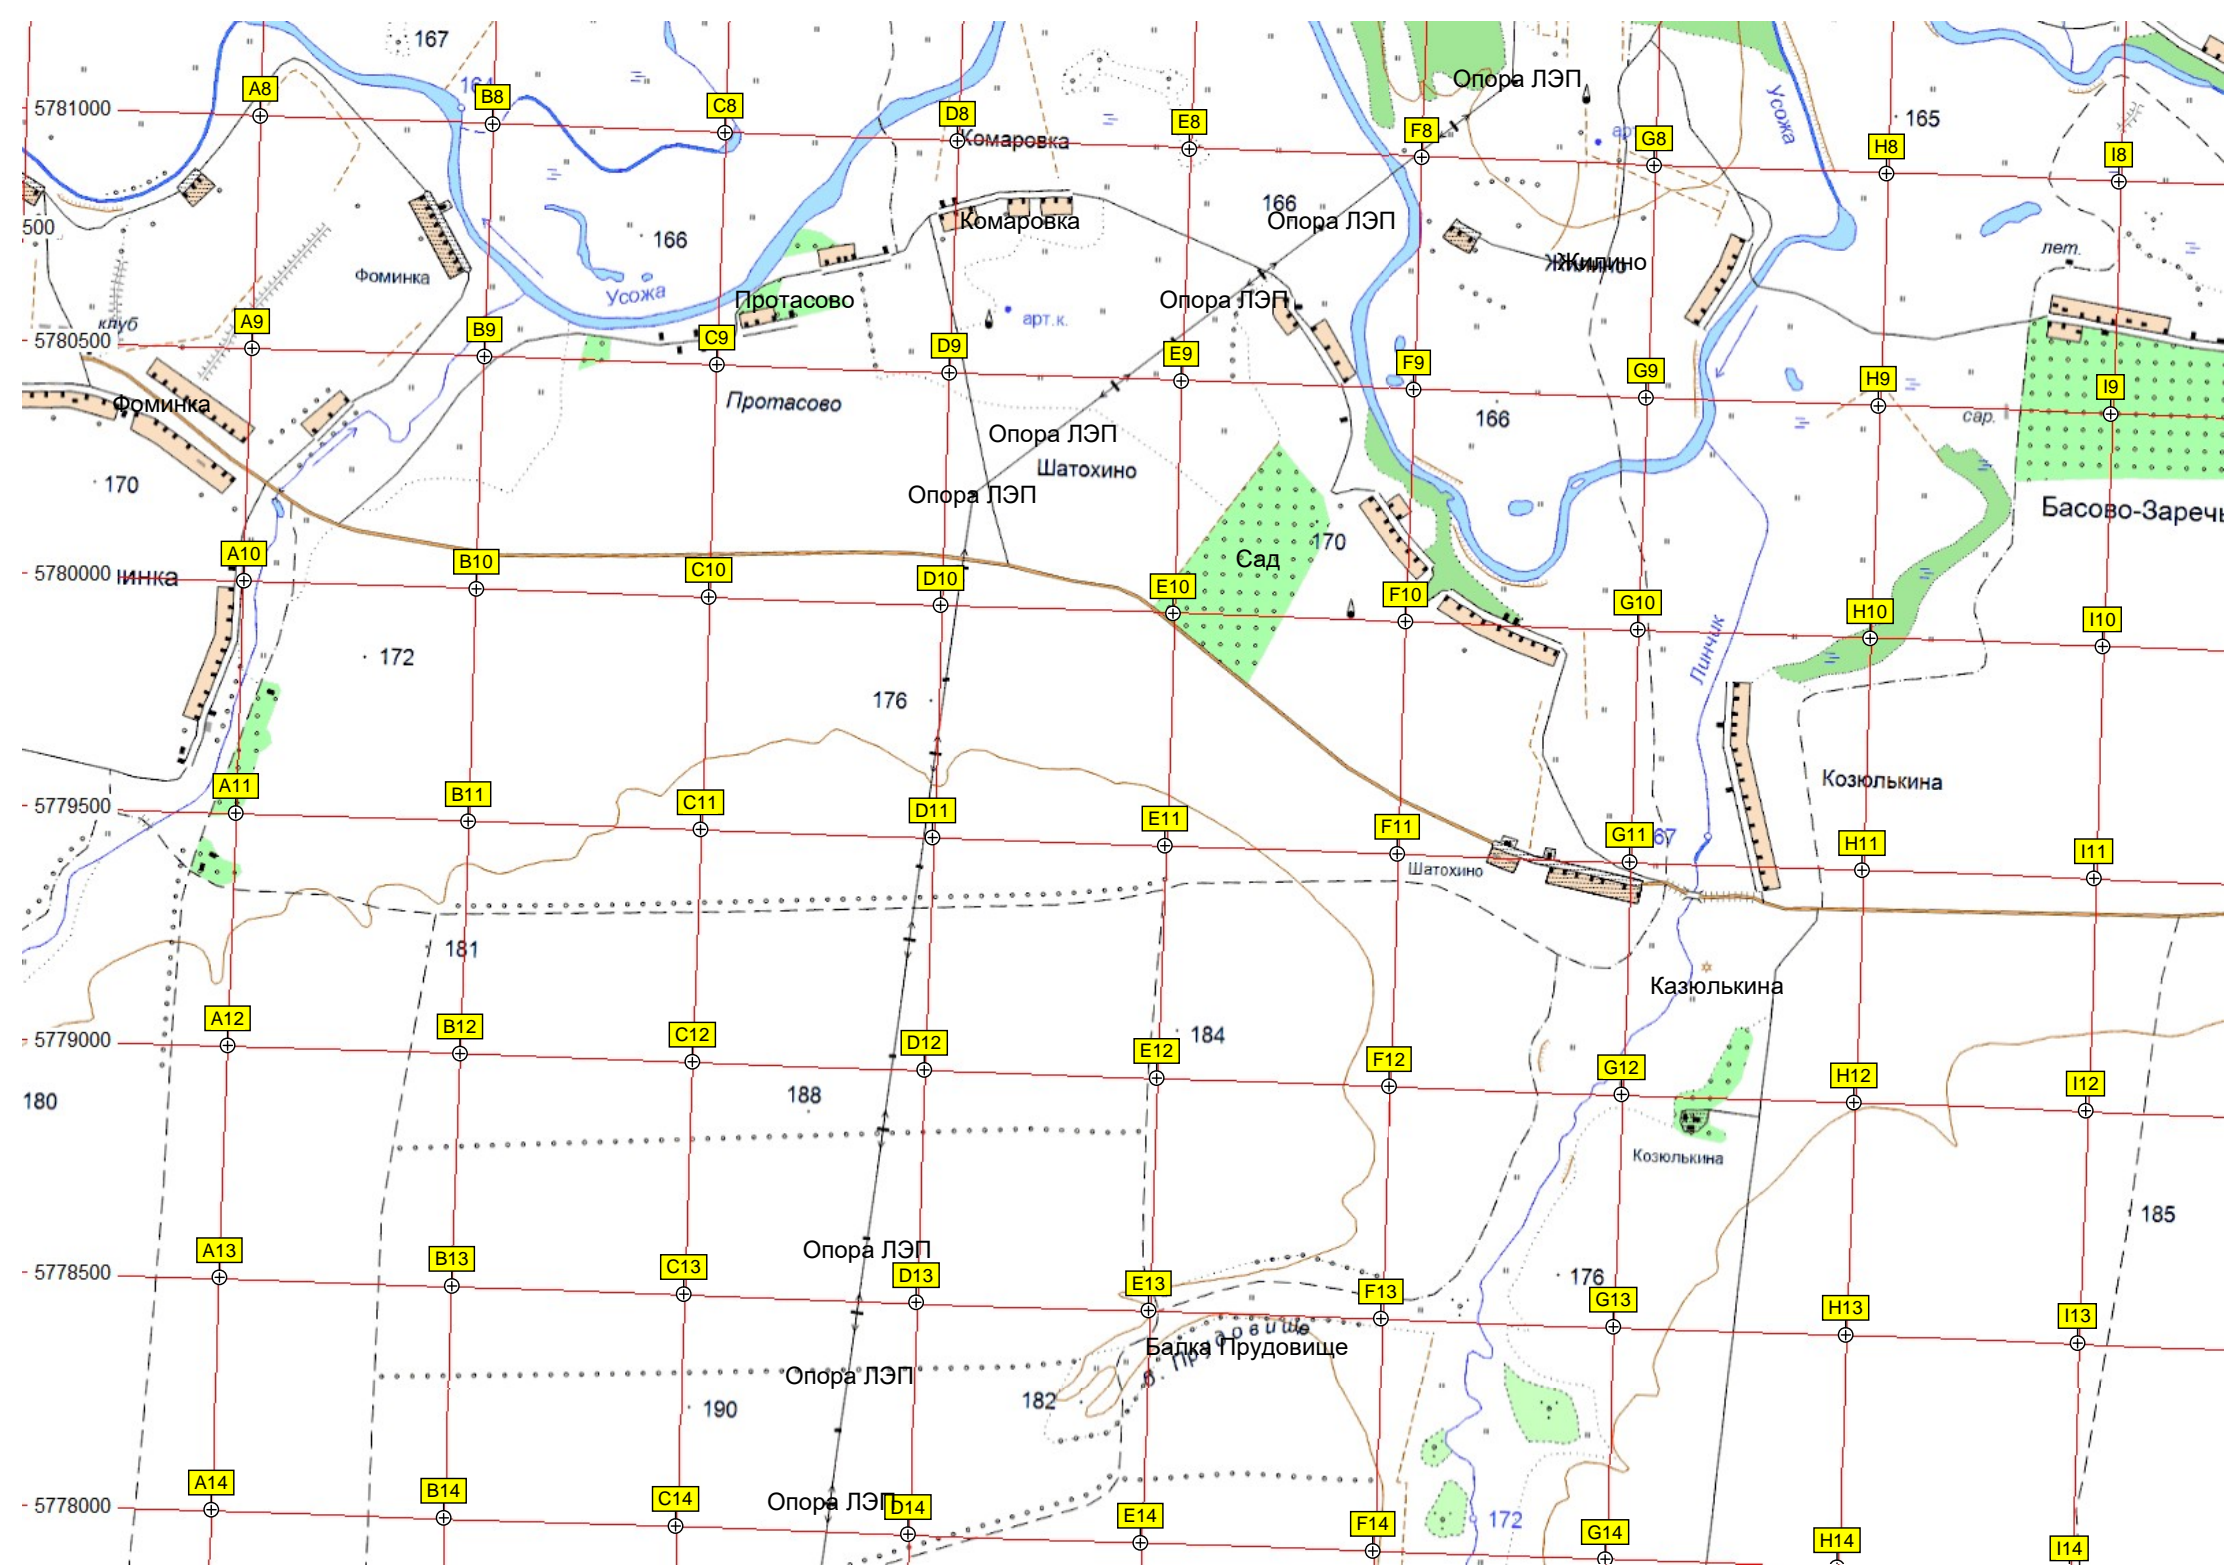 167
164
Опора ЛЭП
A8
B8
C8
D8
E8
F8
G8
H8
I8
5781000
Комаровка
165
Усожа
500
166
Комаровка
166
Опора ЛЭП
Жилино
лет.
Фоминка
Усожа
Протасово
Опора ЛЭП
арт.к.
клуб
A9
B9
C9
D9
E9
F9
G9
H9
I9
5780500
Фоминка
Протасово
166
сар.
Опора ЛЭП
Шатохино
170
Опора ЛЭП
Басово-Заречь
170
Сад
A10
B10
C10
D10
E10
F10
G10
H10
I10
5780000
инка
172
176
Линчик
Козюлькина
A11
B11
C11
D11
E11
F11
G11
67
H11
I11
5779500
Шатохино
181
Казюлькина
A12
B12
C12
D12
E12
F12
G12
H12
I12
5779000
184
180
188
Козюлькина
185
Опора ЛЭП
A13
B13
C13
D13
E13
F13
G13
H13
I13
5778500
176
б. Прудовище
Балка Прудовище
Опора ЛЭП
190
182
A14
B14
C14
Опора ЛЭП
D14
E14
F14
G14
H14
I14
5778000
172